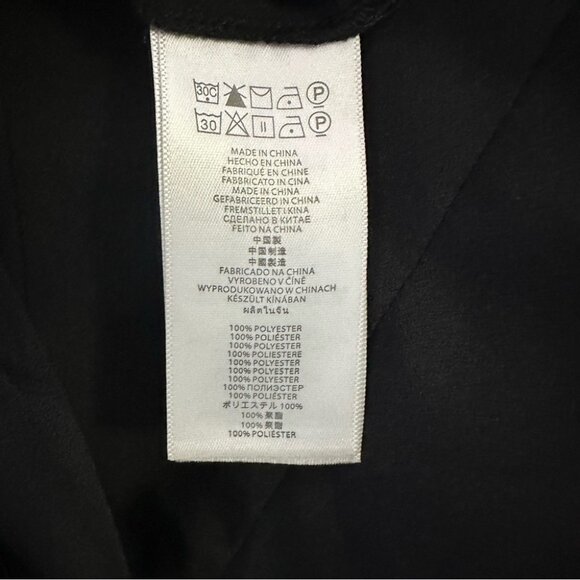 30C P
30 P
MADE IN CHINA
HECHO EN CHINA
FABRIQUÉ EN CHINE
FABBRICATO IN CINA
MADE IN CHINA
GEFABRICEERD IN CHINA
FREMSTILLET I KINA
СДЕЛАНО В КИТАЕ
FEITO NA CHINA
中国製
中国制造
中國製造
FABRICADO NA CHINA
VYROBENO V ČÍNĚ
WYPRODUKOWANO W CHINACH
KÉSZÜLT KÍNÁBAN
ผลิตในจีน
100% POLYESTER
100% POLIÉSTER
100% POLYESTER
100% POLIESTERE
100% POLYESTER
100% POLYESTER
100% POLYESTER
100% ПОЛИЭСТЕР
100% POLIÉSTER
ポリエステル 100%
100% 聚酯
100% 聚酯
100% POLIÉSTER